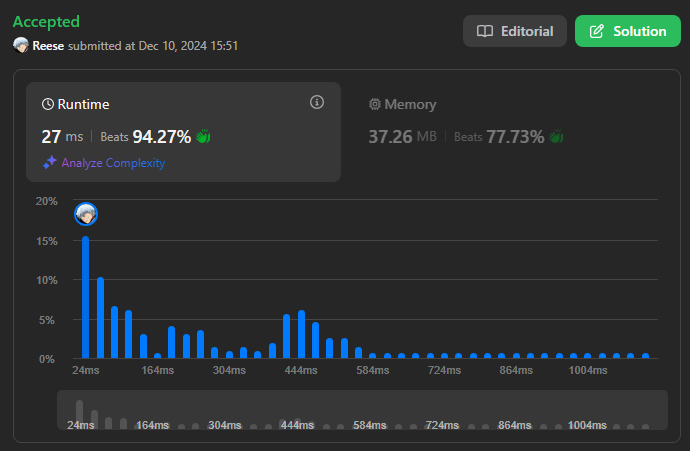 Accepted
Reese submitted at Dec 10, 2024 15:51
Editorial
Solution
Runtime
27 ms | Beats 94.27%
Analyze Complexity
Memory
37.26 MB | Beats 77.73%
20%
15%
10%
5%
0%
24ms 164ms 304ms 444ms 584ms 724ms 864ms 1004ms
24ms 164ms 304ms 444ms 584ms 724ms 864ms 1004ms